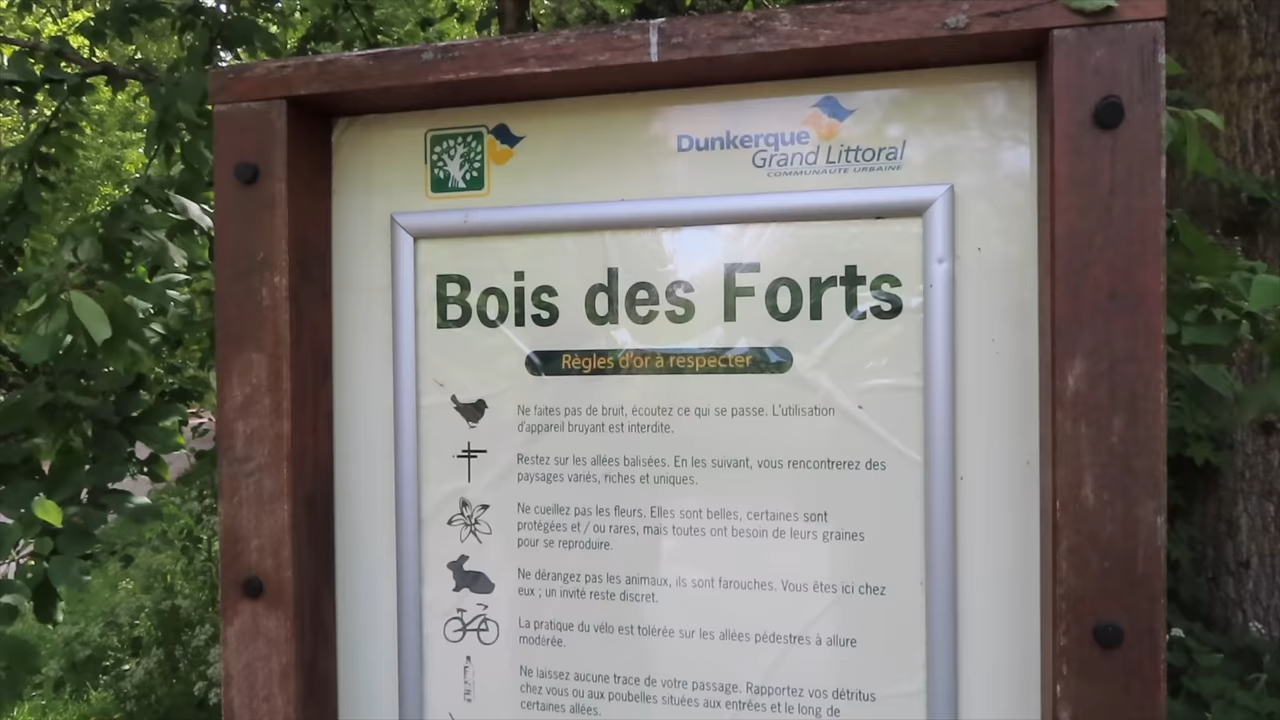 Dunkerque
Grand Littoral
COMMUNAUTE URBAINE
Bois des Forts
Règles d'or à respecter
Ne faites pas de bruit, écoutez ce qui se passe. L'utilisation
d'appareil bruyant est interdite.
Restez sur les allées balisées. En les suivant, vous rencontrerez des
paysages variés, riches et uniques.
Ne cueillez pas les fleurs. Elles sont belles, certaines sont
protégées et / ou rares, mais toutes ont besoin de leurs graines
pour se reproduire.
Ne dérangez pas les animaux, ils sont farouches. Vous êtes ici chez
eux ; un invité reste discret.
La pratique du vélo est tolérée sur les allées pédestres à allure
modérée.
Ne laissez aucune trace de votre passage. Rapportez vos détritus
chez vous ou aux poubelles situées aux entrées et le long de
certaines allées.